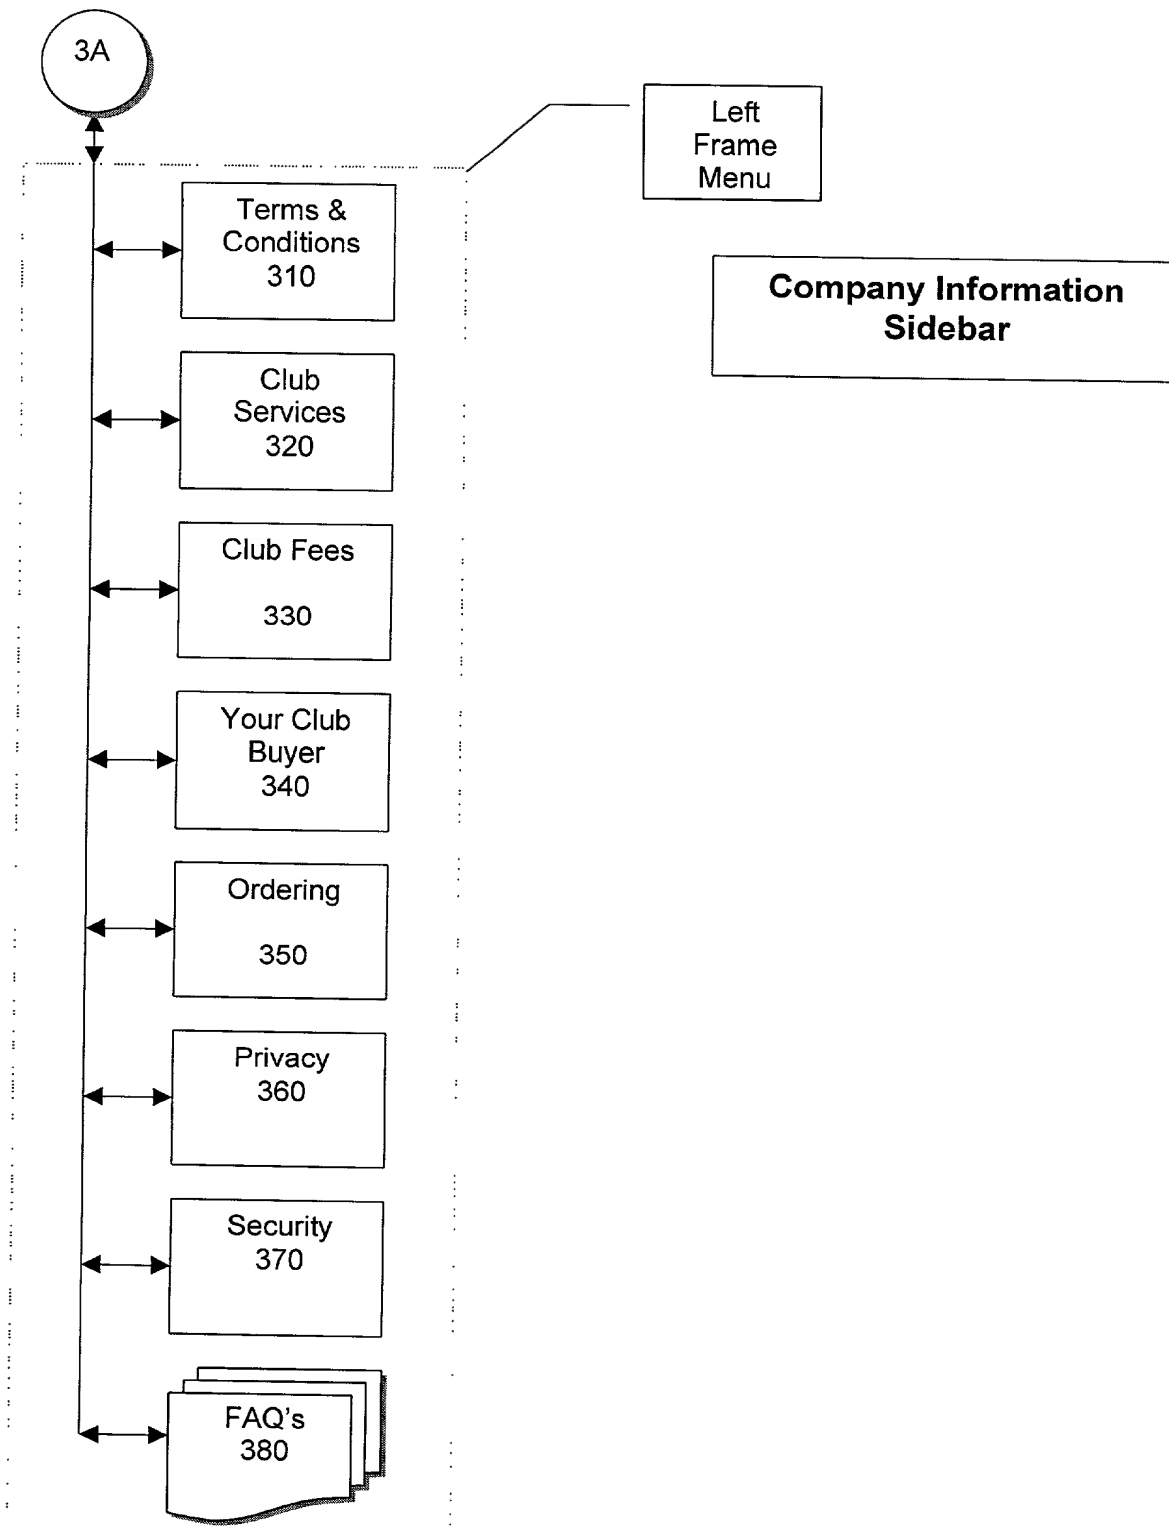 3A
Left
Frame
Menu
Terms &
Conditions
310
Company Information
Sidebar
Club
Services
320
Club Fees
330
Your Club
Buyer
340
Ordering
350
Privacy
360
Security
370
FAQ's
380